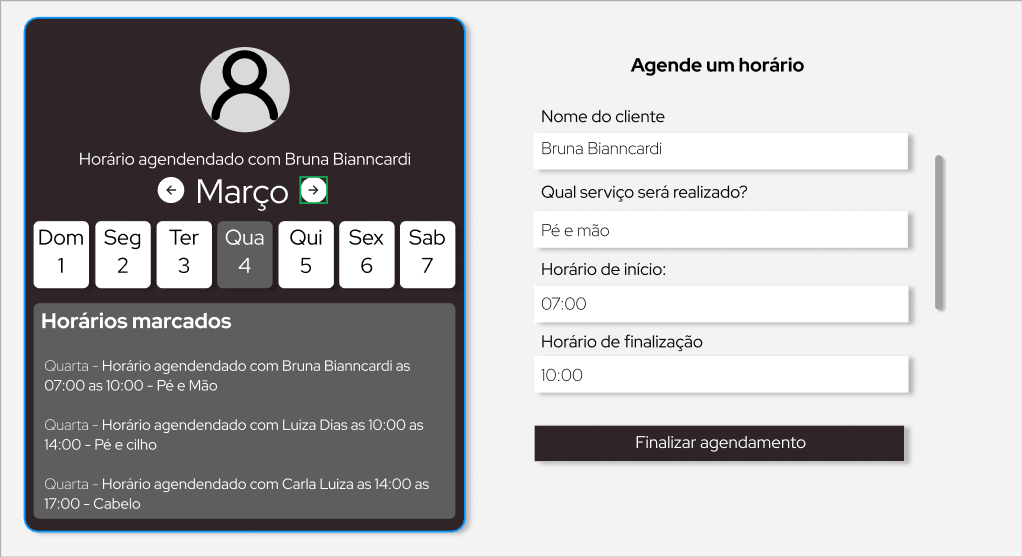 Horário agendendado com Bruna Bianncardi
Março
Dom
1
Seg
2
Ter
3
Qua
4
Qui
5
Sex
6
Sab
7
Horários marcados
Quarta - Horário agendendado com Bruna Bianncardi as
07:00 as 10:00 - Pé e Mão
Quarta - Horário agendendado com Luiza Dias as 10:00 as
14:00 - Pé e cilho
Quarta - Horário agendendado com Carla Luiza as 14:00 as
17:00 - Cabelo
Agende um horário
Nome do cliente
Bruna Bianncardi
Qual serviço será realizado?
Pé e mão
Horário de início:
07:00
Horário de finalização
10:00
Finalizar agendamento